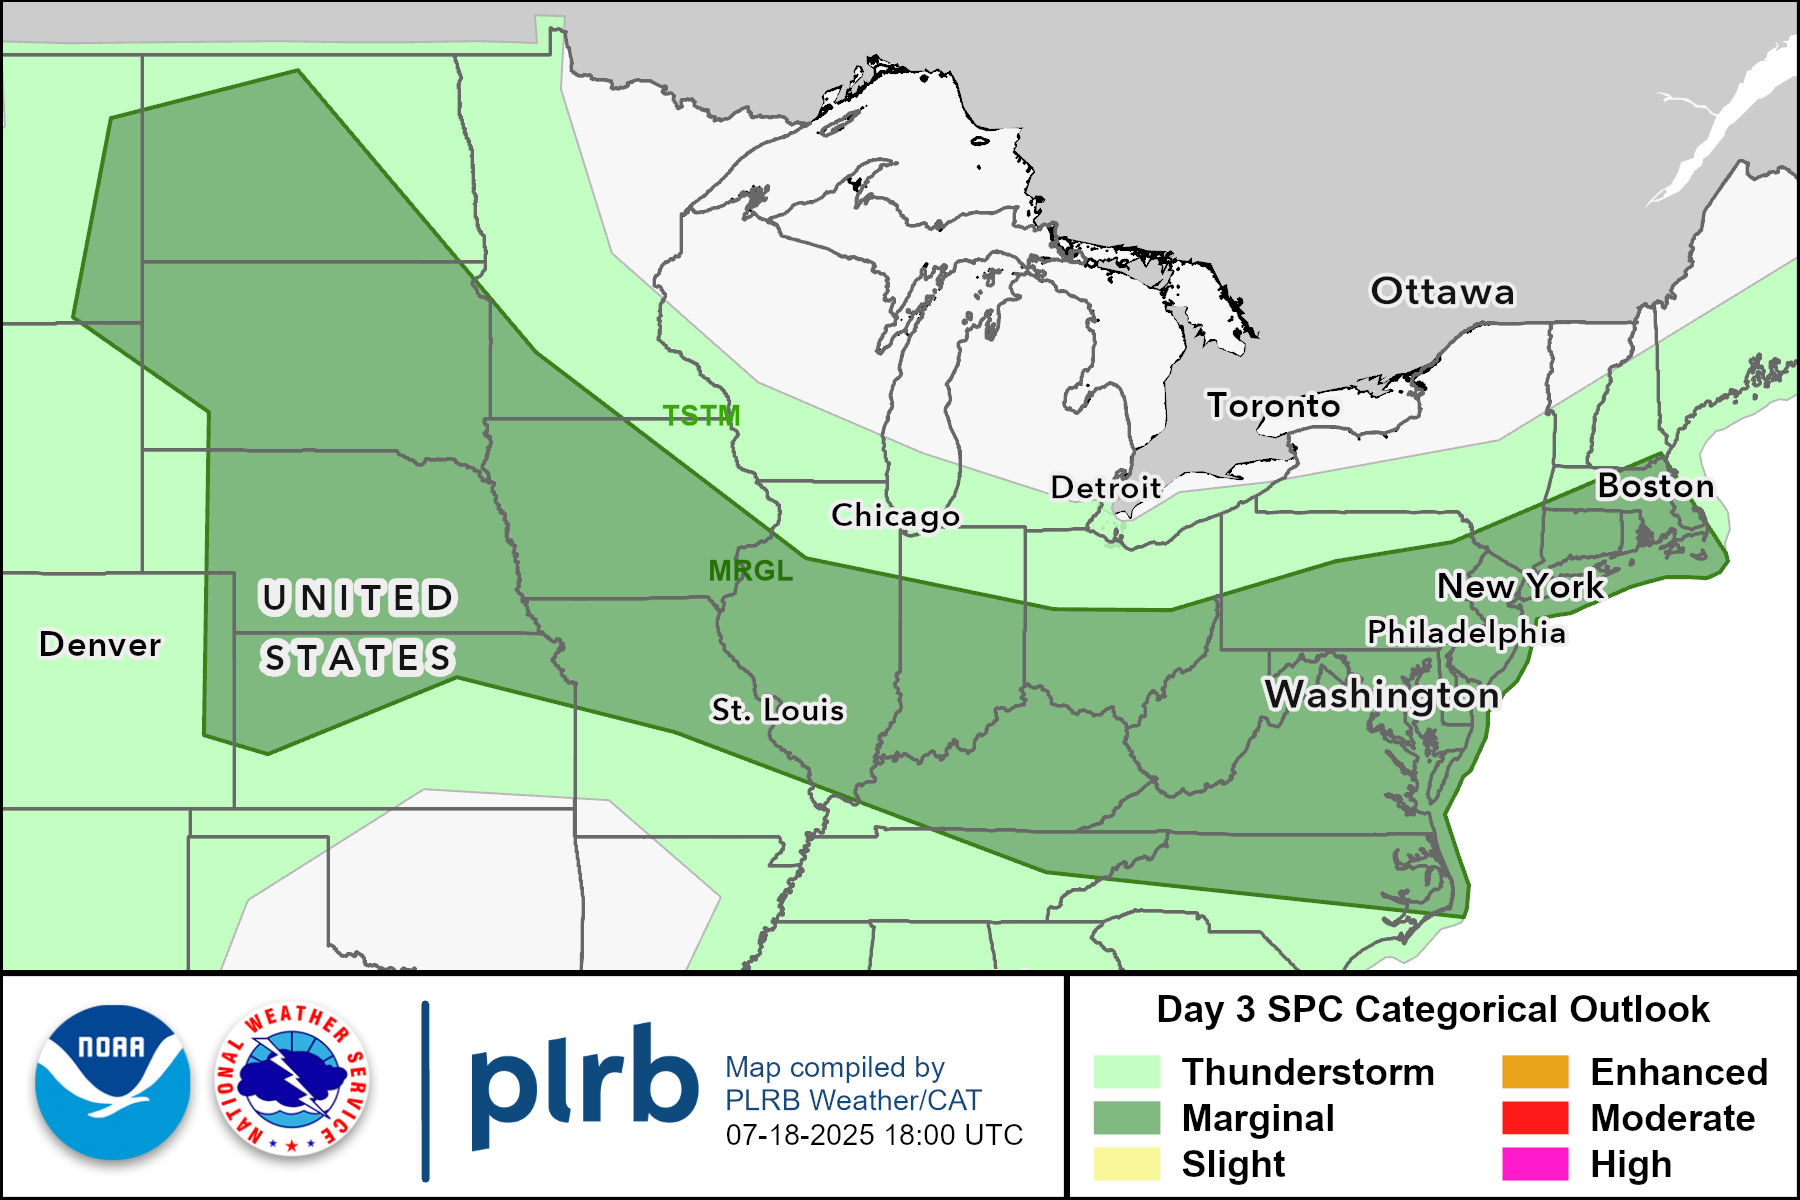 Ottawa
Toronto
TSTM
Detroit
Boston
Chicago
MRGL
New York
UNITED
STATES
Denver
Philadelphia
Washington
St. Louis
NOAA
NATIONAL WEATHER SERVICE
plrb
Map compiled by
PLRB Weather/CAT
07-18-2025 18:00 UTC
Day 3 SPC Categorical Outlook
Thunderstorm
Marginal
Slight
Enhanced
Moderate
High